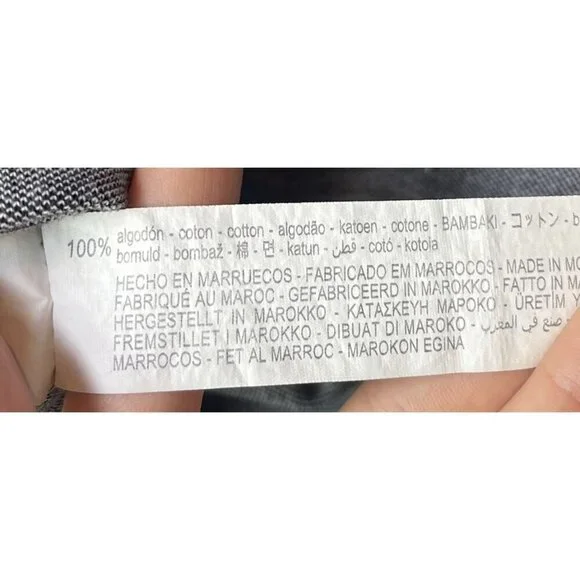 100% algodón - coton - cotton - algodão - katoen - cotone - BAMBAKI - コットン -
bomuld - bombaž - 棉 - 면 - katun - قطن - cotó - kotoia
HECHO EN MARRUECOS - FABRICADO EM MARROCOS - MADE IN
FABRIQUÉ AU MAROC - GEFABRICEERD IN MAROKKO - FATTO IN
HERGESTELLT IN MAROKKO - ΚΑΤΑΣΚΕΥΗ ΜΑΡΟΚΟ - ÜRETİM
FREMSTILLET I MAROKKO - DIBUAT DI MAROKO - صنع في المغرب -
MARROCOS - FET AL MARROC - MAROKON EGINA